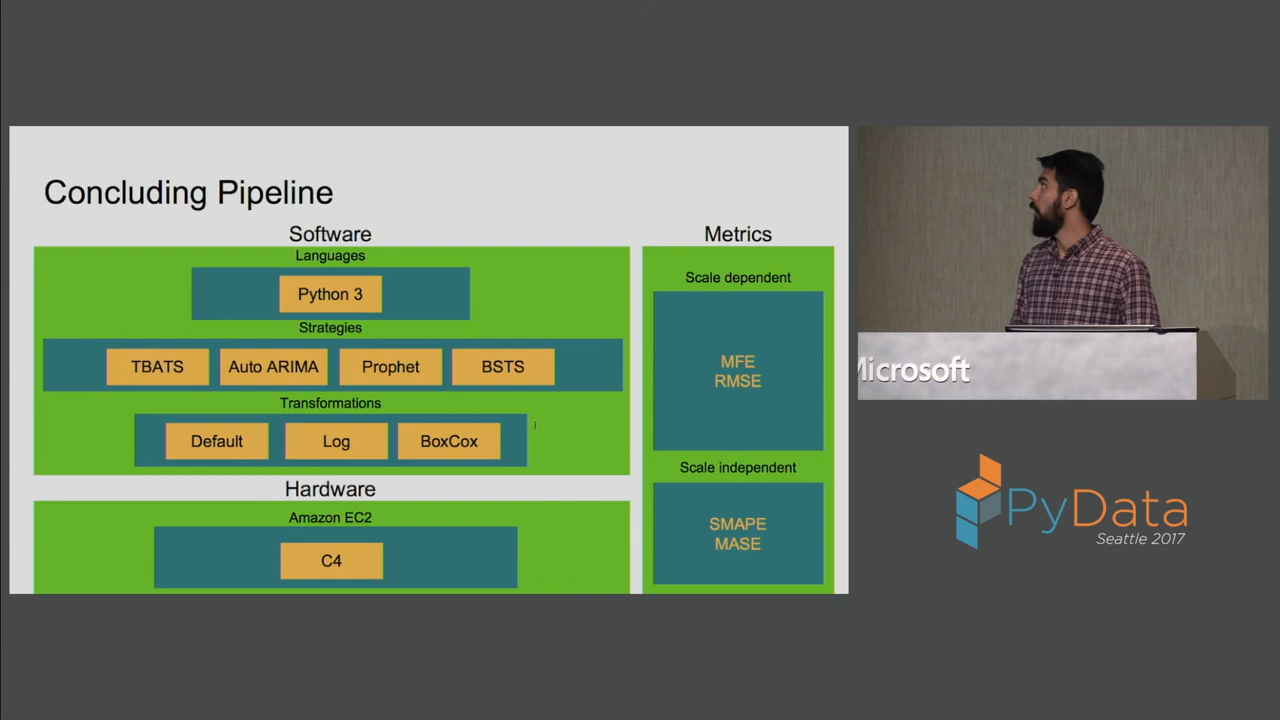 Concluding Pipeline
Software
Languages
Python 3
Strategies
TBATS
Auto ARIMA
Prophet
BSTS
Transformations
Default
Log
BoxCox
Hardware
Amazon EC2
C4
Metrics
Scale dependent
MFE
RMSE
Scale independent
SMAPE
MASE
Microsoft
PyData
Seattle 2017